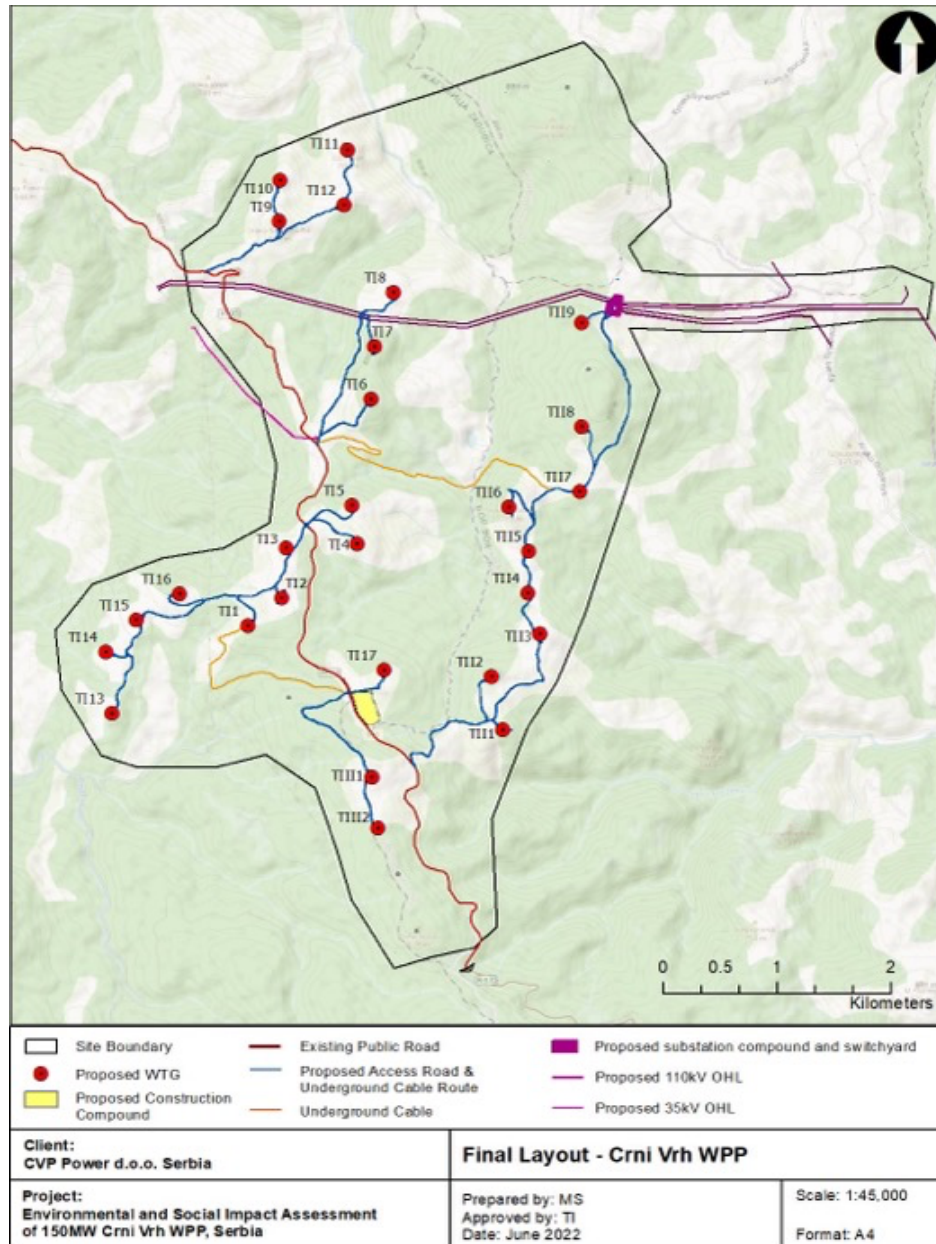 TI11
TI10
TI12
TI9
TI8
TII9
TI7
TI6
TII8
TII7
TI5
TII6
TI3
TI4
TII5
TI16
TI2
TII4
TI15
TI1
TII3
TI14
TI17
TII2
TI13
TII1
TIII1
TIII2
0 0.5 1 2
Kilometers
Site Boundary
Existing Public Road
Proposed substation compound and switchyard
Proposed WTG
Proposed Access Road &
Underground Cable Route
Proposed 110kV OHL
Proposed Construction
Compound
Underground Cable
Proposed 35kV OHL
Client:
CVP Power d.o.o. Serbia
Final Layout - Crni Vrh WPP
Project:
Environmental and Social Impact Assessment
of 150MW Crni Vrh WPP, Serbia
Prepared by: MS
Approved by: TI
Date: June 2022
Scale: 1:45,000
Format: A4